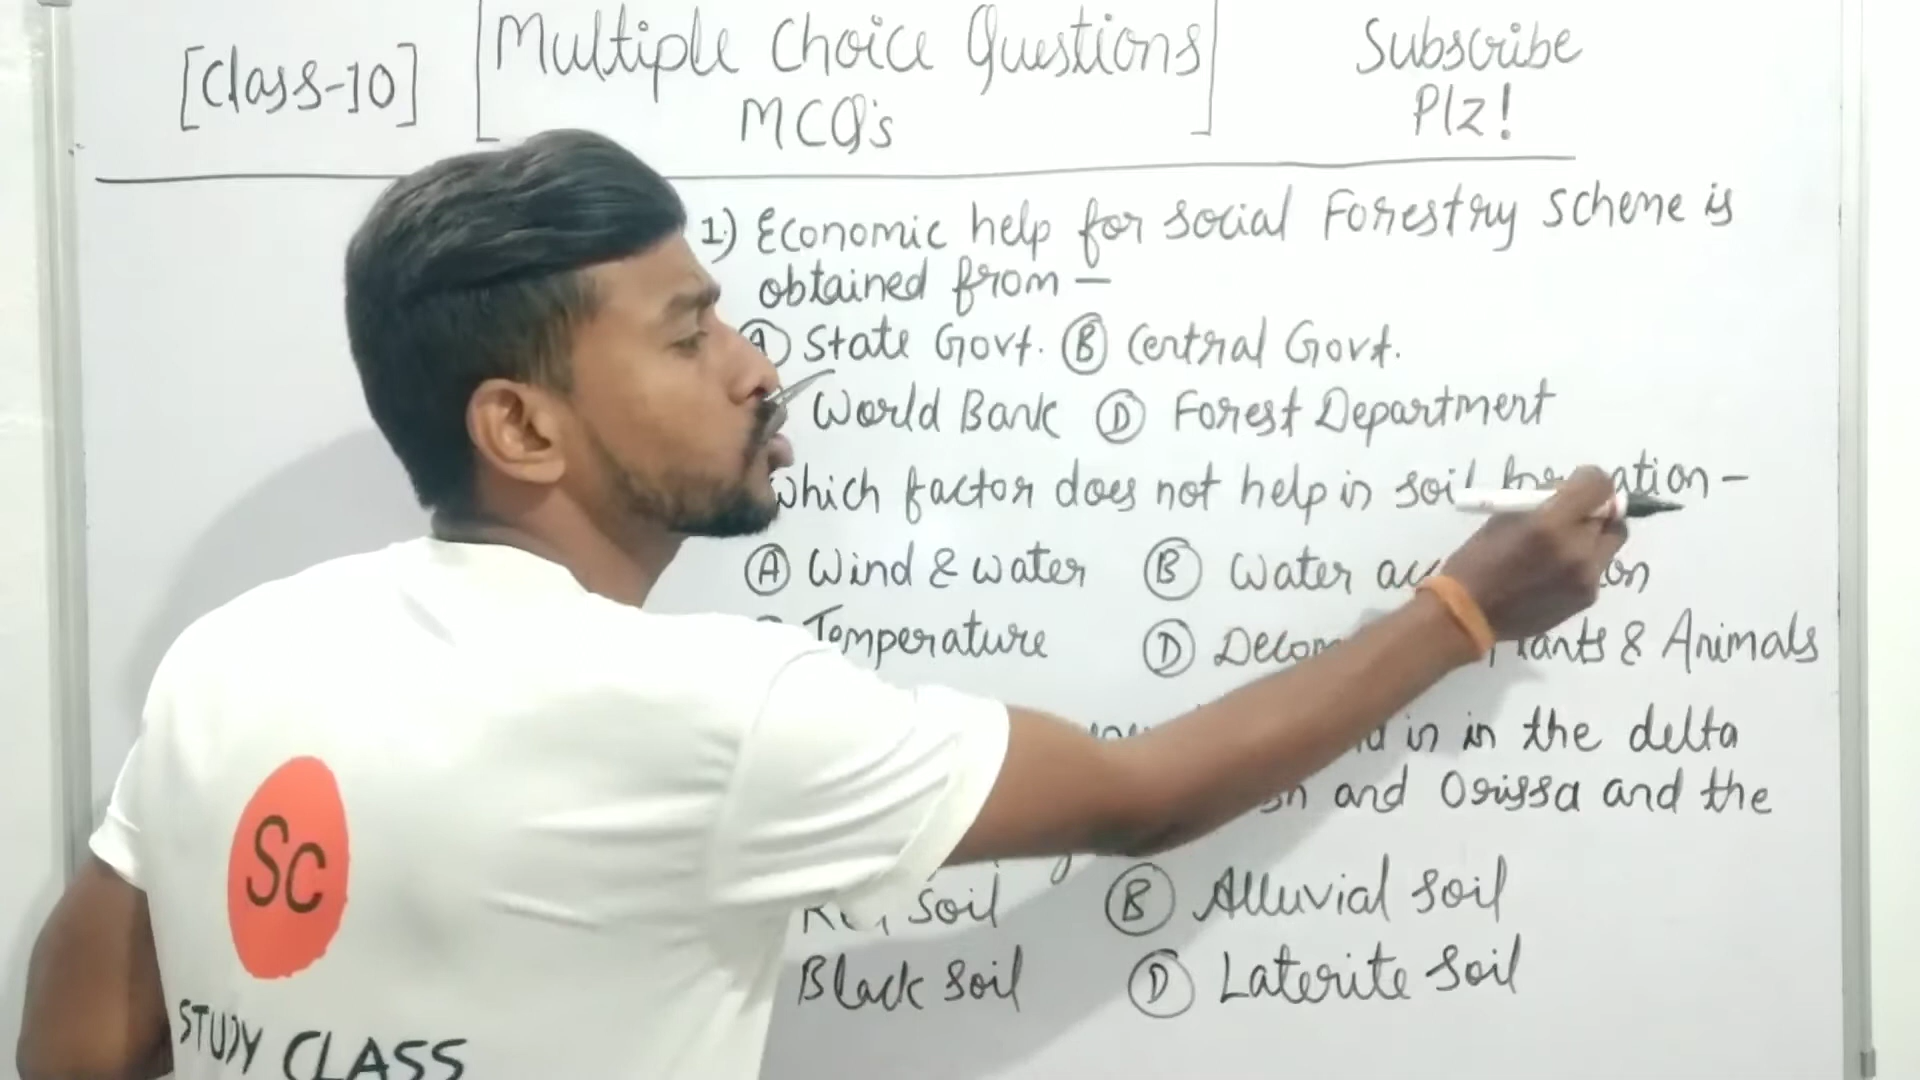 [Class-10]
[Multiple Choice Questions]
MCQ's
Subscribe
Plz!
1.) Economic help for social Forestry Scheme is
obtained from —
(A) State Govt. (B) Central Govt.
World Bank (D) Forest Department
which factor does not help in soil –
(A) Wind & water (B) Water
Temperature (D) & Animals
in in the delta
and Orissa and the
Soil (B) Alluvial Soil
Black Soil (D) Laterite Soil
SC
STUDY CLASS